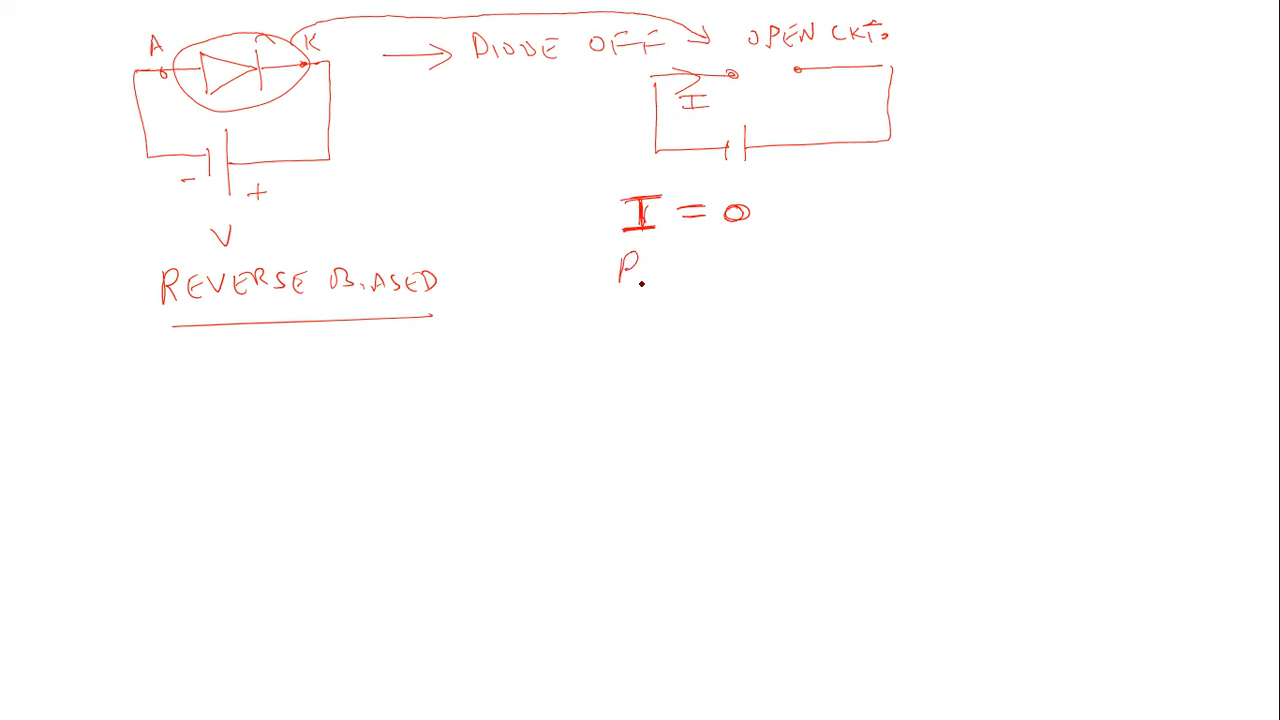 A K → DIODE OFF OPEN CKT.
I
- +
V
I = 0
P
REVERSE BIASED